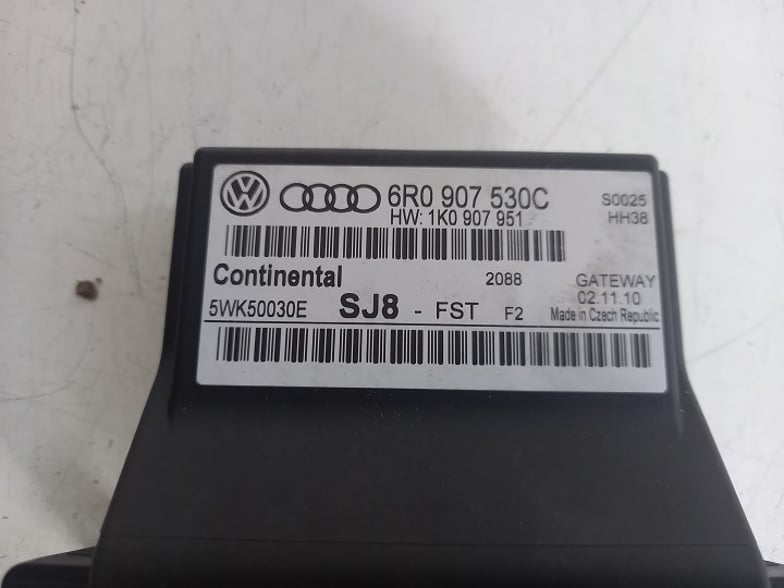 6R0 907 530C S0025
HW: 1K0 907 951 HH38
Continental 2088 GATEWAY
02.11.10
5WK50030E SJ8 - FST F2 Made in Czech Republic